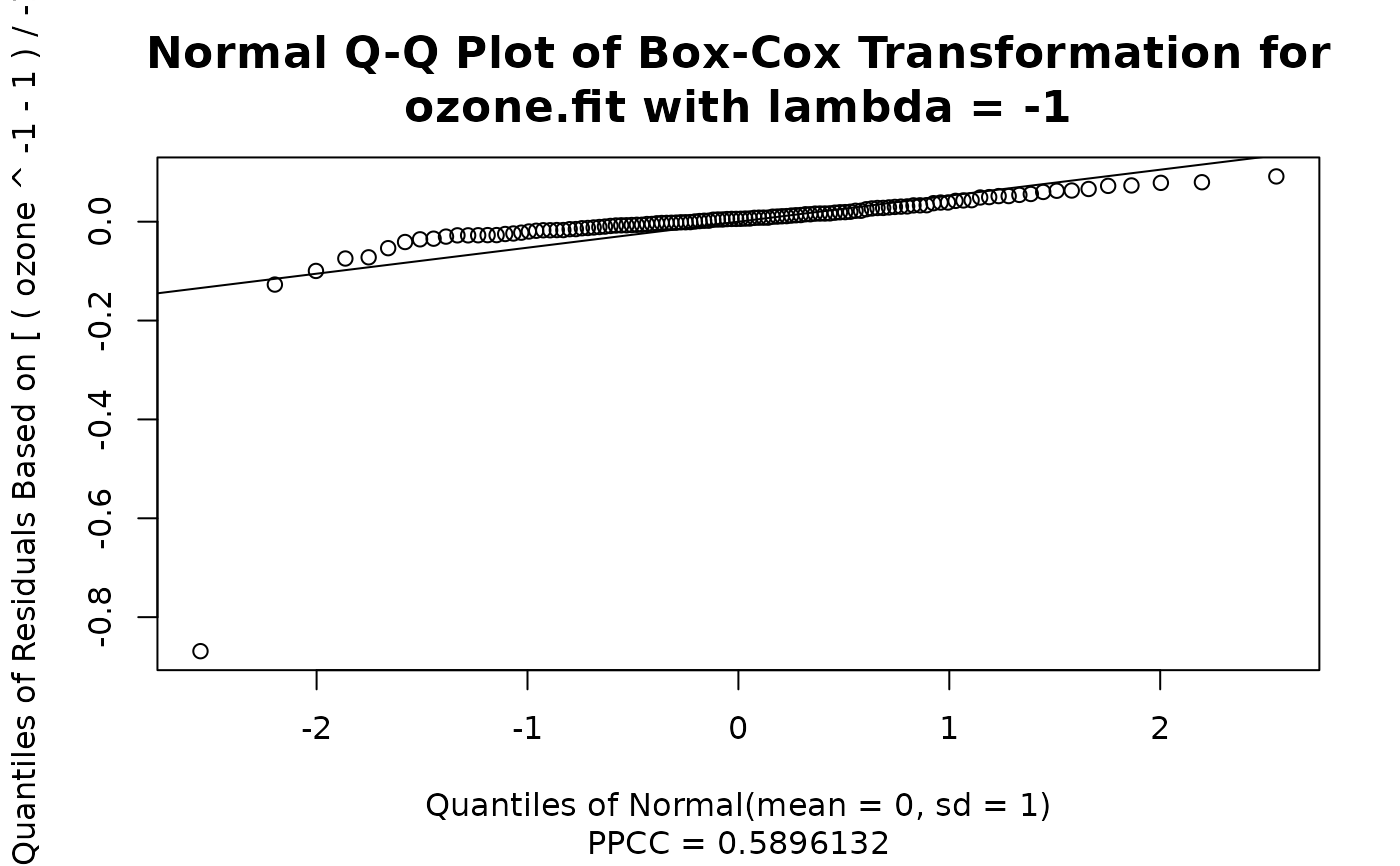 Normal Q-Q Plot of Box-Cox Transformation for
ozone.fit with lambda = -1
Quantiles of Residuals Based on [ ( ozone ^ -1 - 1 ) / -
0.0
-0.2
-0.4
-0.6
-0.8
-2 -1 0 1 2
Quantiles of Normal(mean = 0, sd = 1)
PPCC = 0.5896132